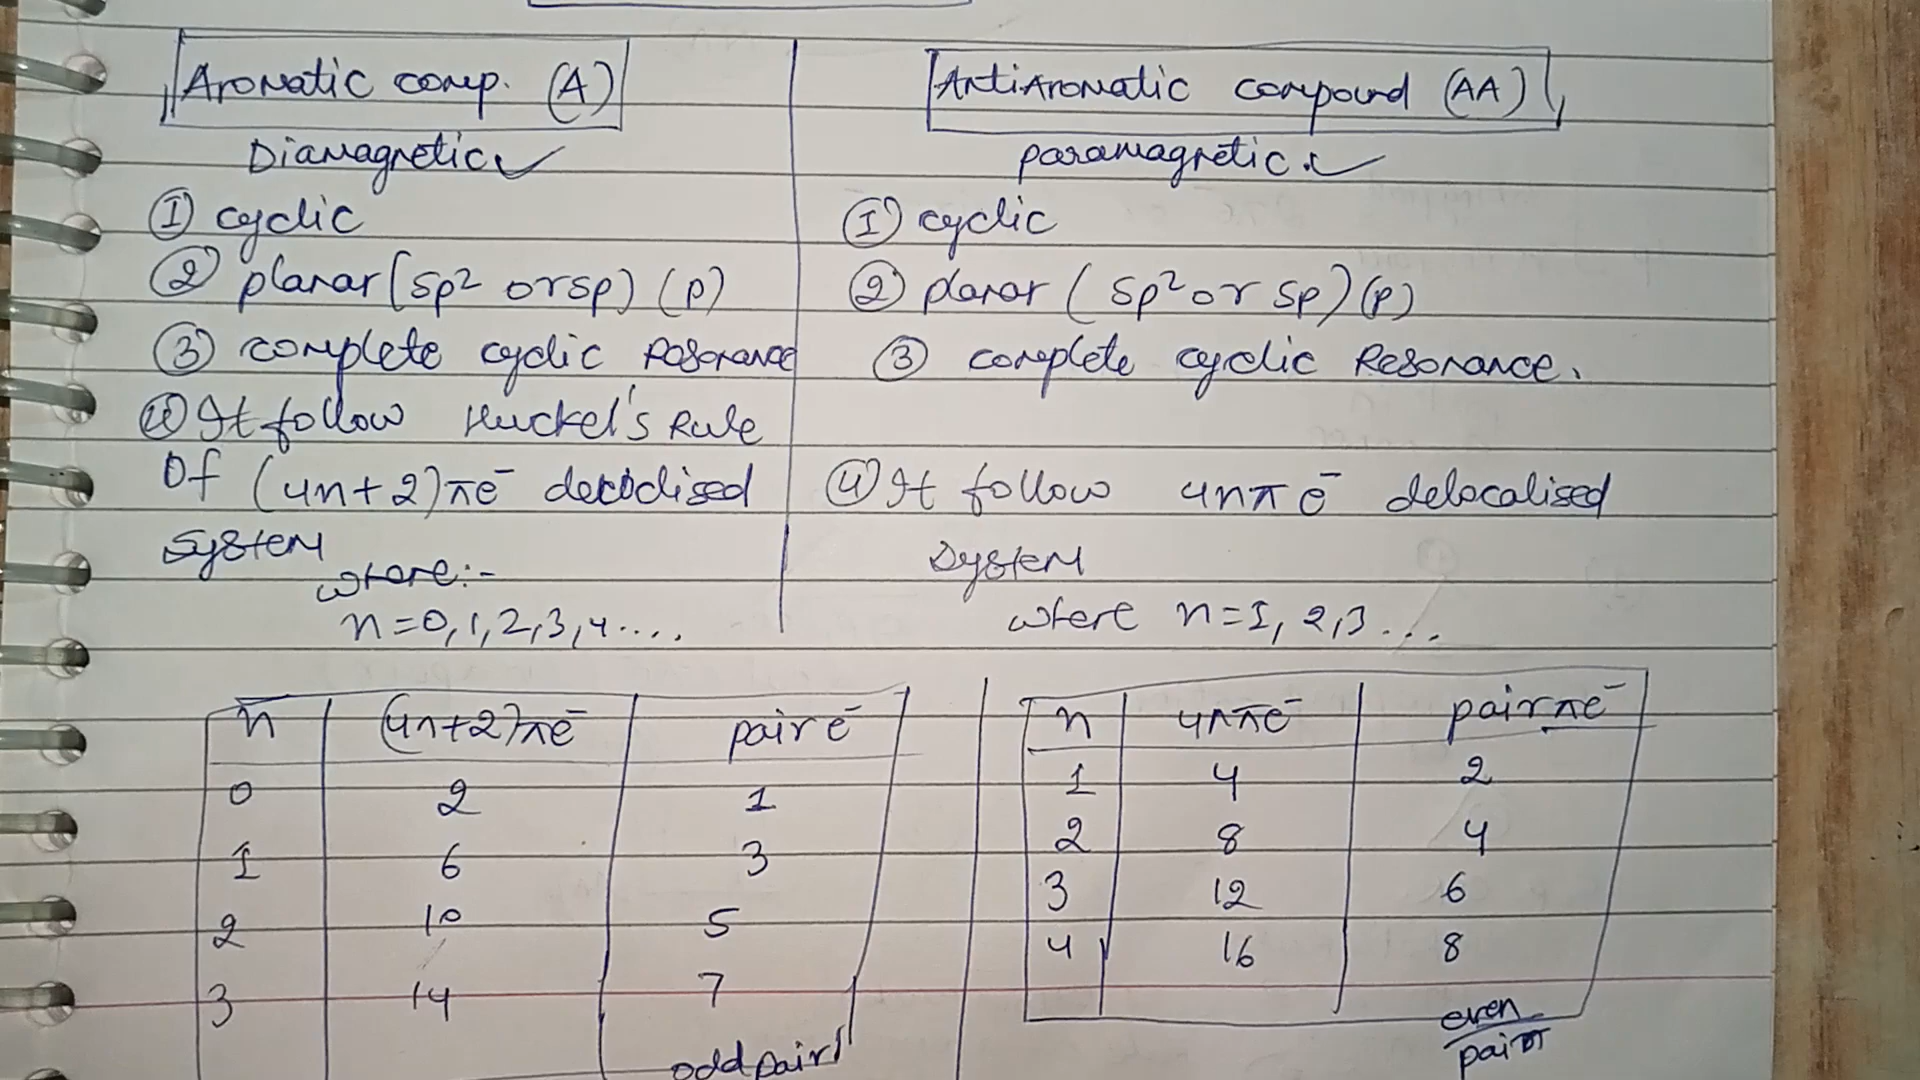 Aromatic comp. (A)
Diamagnetic
① cyclic
② planar (sp² or sp) (p)
③ complete cyclic Resonance
④ It follow Huckel's Rule
Of (4n+2)πe⁻ delocalised
System
where:-
n=0,1,2,3,4....
AntiAromatic compound (AA)
paramagnetic.
① cyclic
② planar (sp² or sp) (p)
③ complete cyclic Resonance.
④ It follow 4nπ e⁻ delocalised
System
where n=1, 2,3...
n (4n+2)πe⁻ pair e⁻
0 2 1
1 6 3
2 10 5
3 14 7
odd pair
n 4nπe⁻ pair πe⁻
1 4 2
2 8 4
3 12 6
4 16 8
even
pair